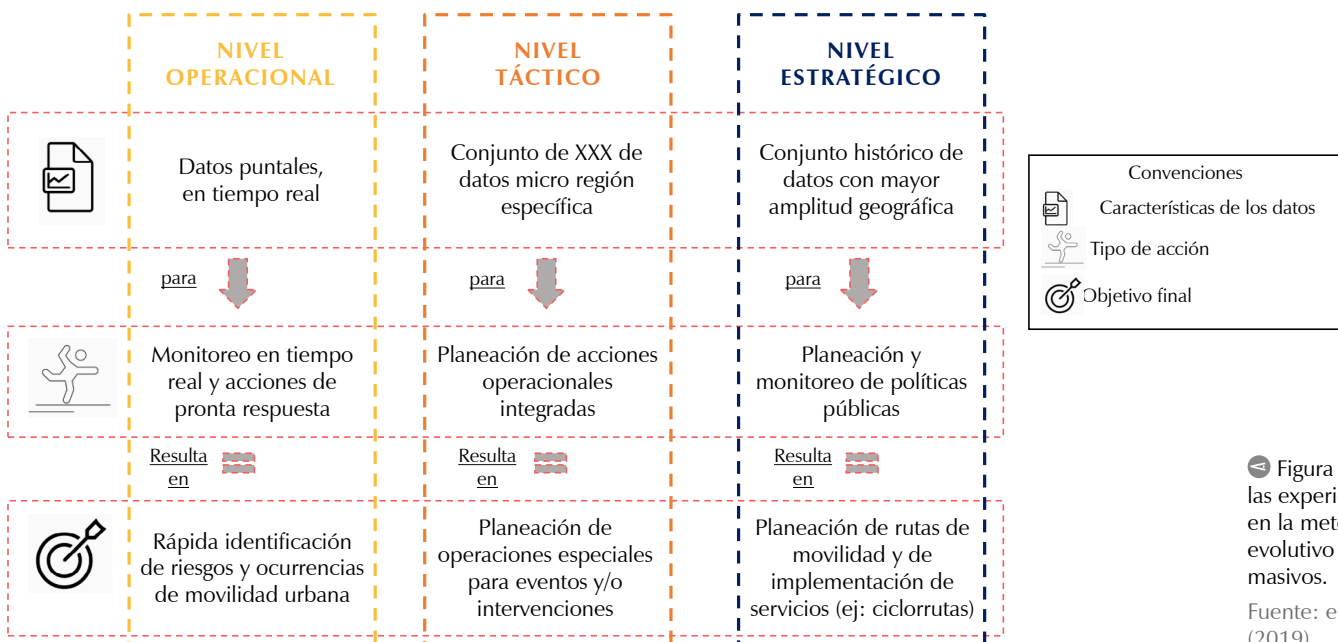 NIVEL
OPERACIONAL
NIVEL
TÁCTICO
NIVEL
ESTRATÉGICO
Datos puntales,
en tiempo real
Conjunto de XXX de
datos micro región
específica
Conjunto histórico de
datos con mayor
amplitud geográfica
para
para
para
Monitoreo en tiempo
real y acciones de
pronta respuesta
Planeación de acciones
operacionales
integradas
Planeación y
monitoreo de políticas
públicas
Resulta
en
Resulta
en
Resulta
en
Rápida identificación
de riesgos y ocurrencias
de movilidad urbana
Planeación de
operaciones especiales
para eventos y/o
intervenciones
Planeación de rutas de
movilidad y de
implementación de
servicios (ej: ciclorrutas)
Convenciones
Características de los datos
Tipo de acción
Objetivo final
Figura
las experi
en la met
evolutivo
masivos.
Fuente: e
(2019)